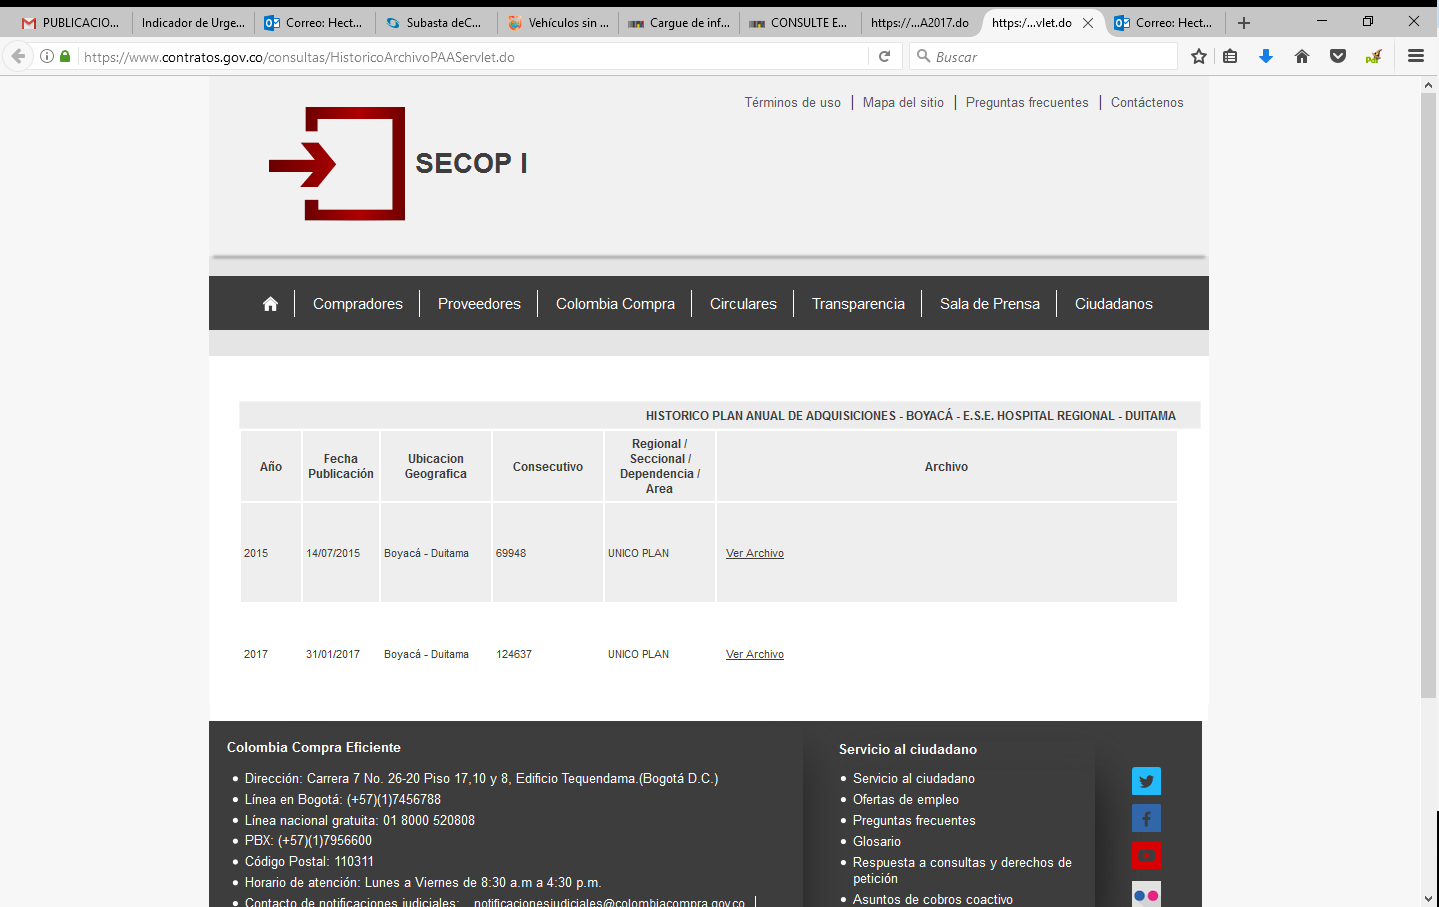 PUBLICACIO...
Indicador de Urge...
Correo: Hect...
Subasta deC...
Vehículos sin ...
Cargue de inf...
CONSULTE E...
https://...A2017.do
https:/...vlet.do
Correo: Hect...
https://www.contratos.gov.co/consultas/HistoricoArchivoPAAServlet.do
Buscar
Términos de uso | Mapa del sitio | Preguntas frecuentes | Contáctenos
SECOP I
Compradores
Proveedores
Colombia Compra
Circulares
Transparencia
Sala de Prensa
Ciudadanos
HISTORICO PLAN ANUAL DE ADQUISICIONES - BOYACÁ - E.S.E. HOSPITAL REGIONAL - DUITAMA
Año
Fecha
Publicación
Ubicacion
Geografica
Consecutivo
Regional /
Seccional /
Dependencia /
Area
Archivo
2015 14/07/2015 Boyacá - Duitama 69948 UNICO PLAN Ver Archivo
2017 31/01/2017 Boyacá - Duitama 124637 UNICO PLAN Ver Archivo
Colombia Compra Eficiente
Dirección: Carrera 7 No. 26-20 Piso 17,10 y 8, Edificio Tequendama.(Bogotá D.C.)
Línea en Bogotá: (+57)(1)7456788
Línea nacional gratuita: 01 8000 520808
PBX: (+57)(1)7956600
Código Postal: 110311
Horario de atención: Lunes a Viernes de 8:30 a.m a 4:30 p.m.
Contacto de notificaciones judiciales: notificacionesjudiciales@colombiacompra.gov.co |
Servicio al ciudadano
Servicio al ciudadano
Ofertas de empleo
Preguntas frecuentes
Glosario
Respuesta a consultas y derechos de
petición
Asuntos de cobros coactivo